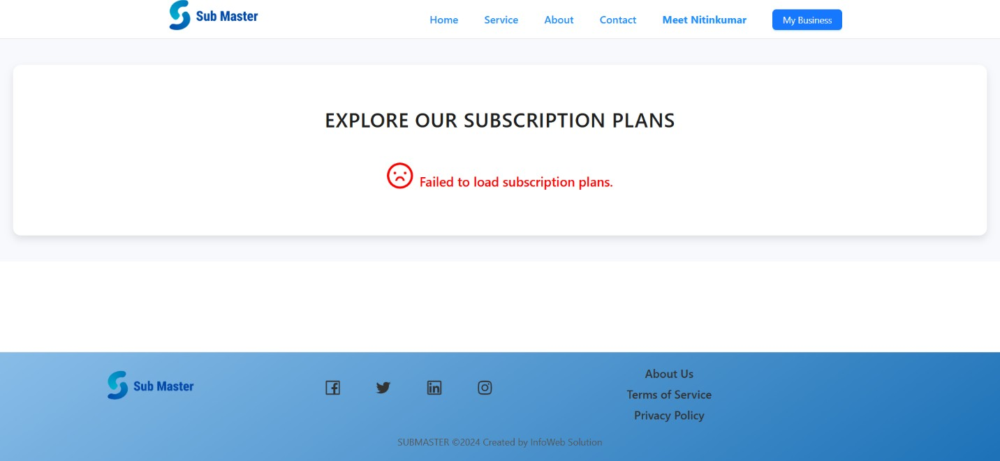 Sub Master
Home Service About Contact Meet Nitinkumar My Business
EXPLORE OUR SUBSCRIPTION PLANS
Failed to load subscription plans.
Sub Master
About Us
Terms of Service
Privacy Policy
SUBMASTER ©2024 Created by InfoWeb Solution